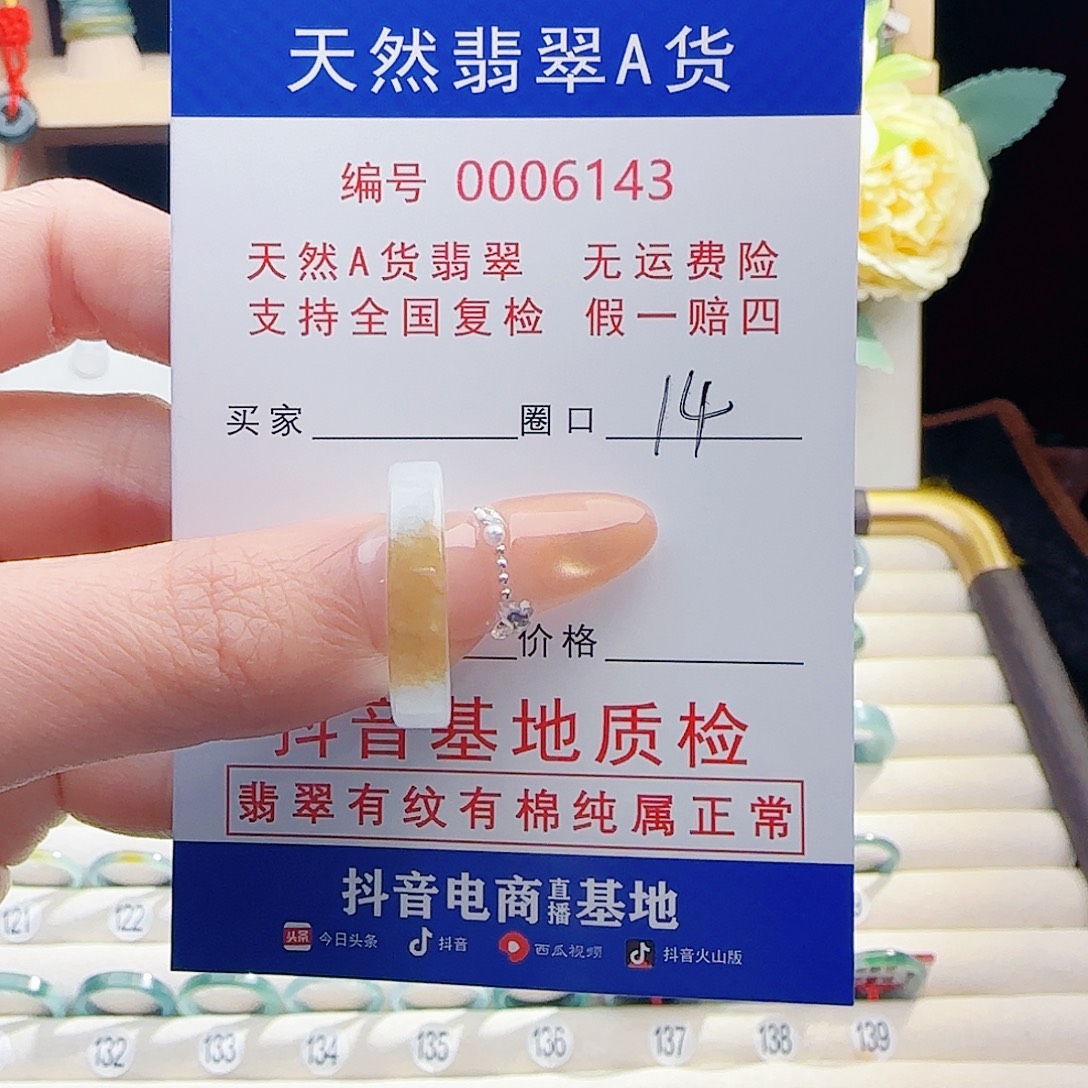 天然翡翠A货
编号 0006143
天然A货翡翠 无运费险
支持全国复检 假一赔四
买家 圈口 14
价格
抖音基地质检
翡翠有纹有棉纯属正常
抖音电商直播基地
头条 今日头条 抖音 西瓜视频 抖音火山版
121 122
132 133 134 135 136 137 138 139